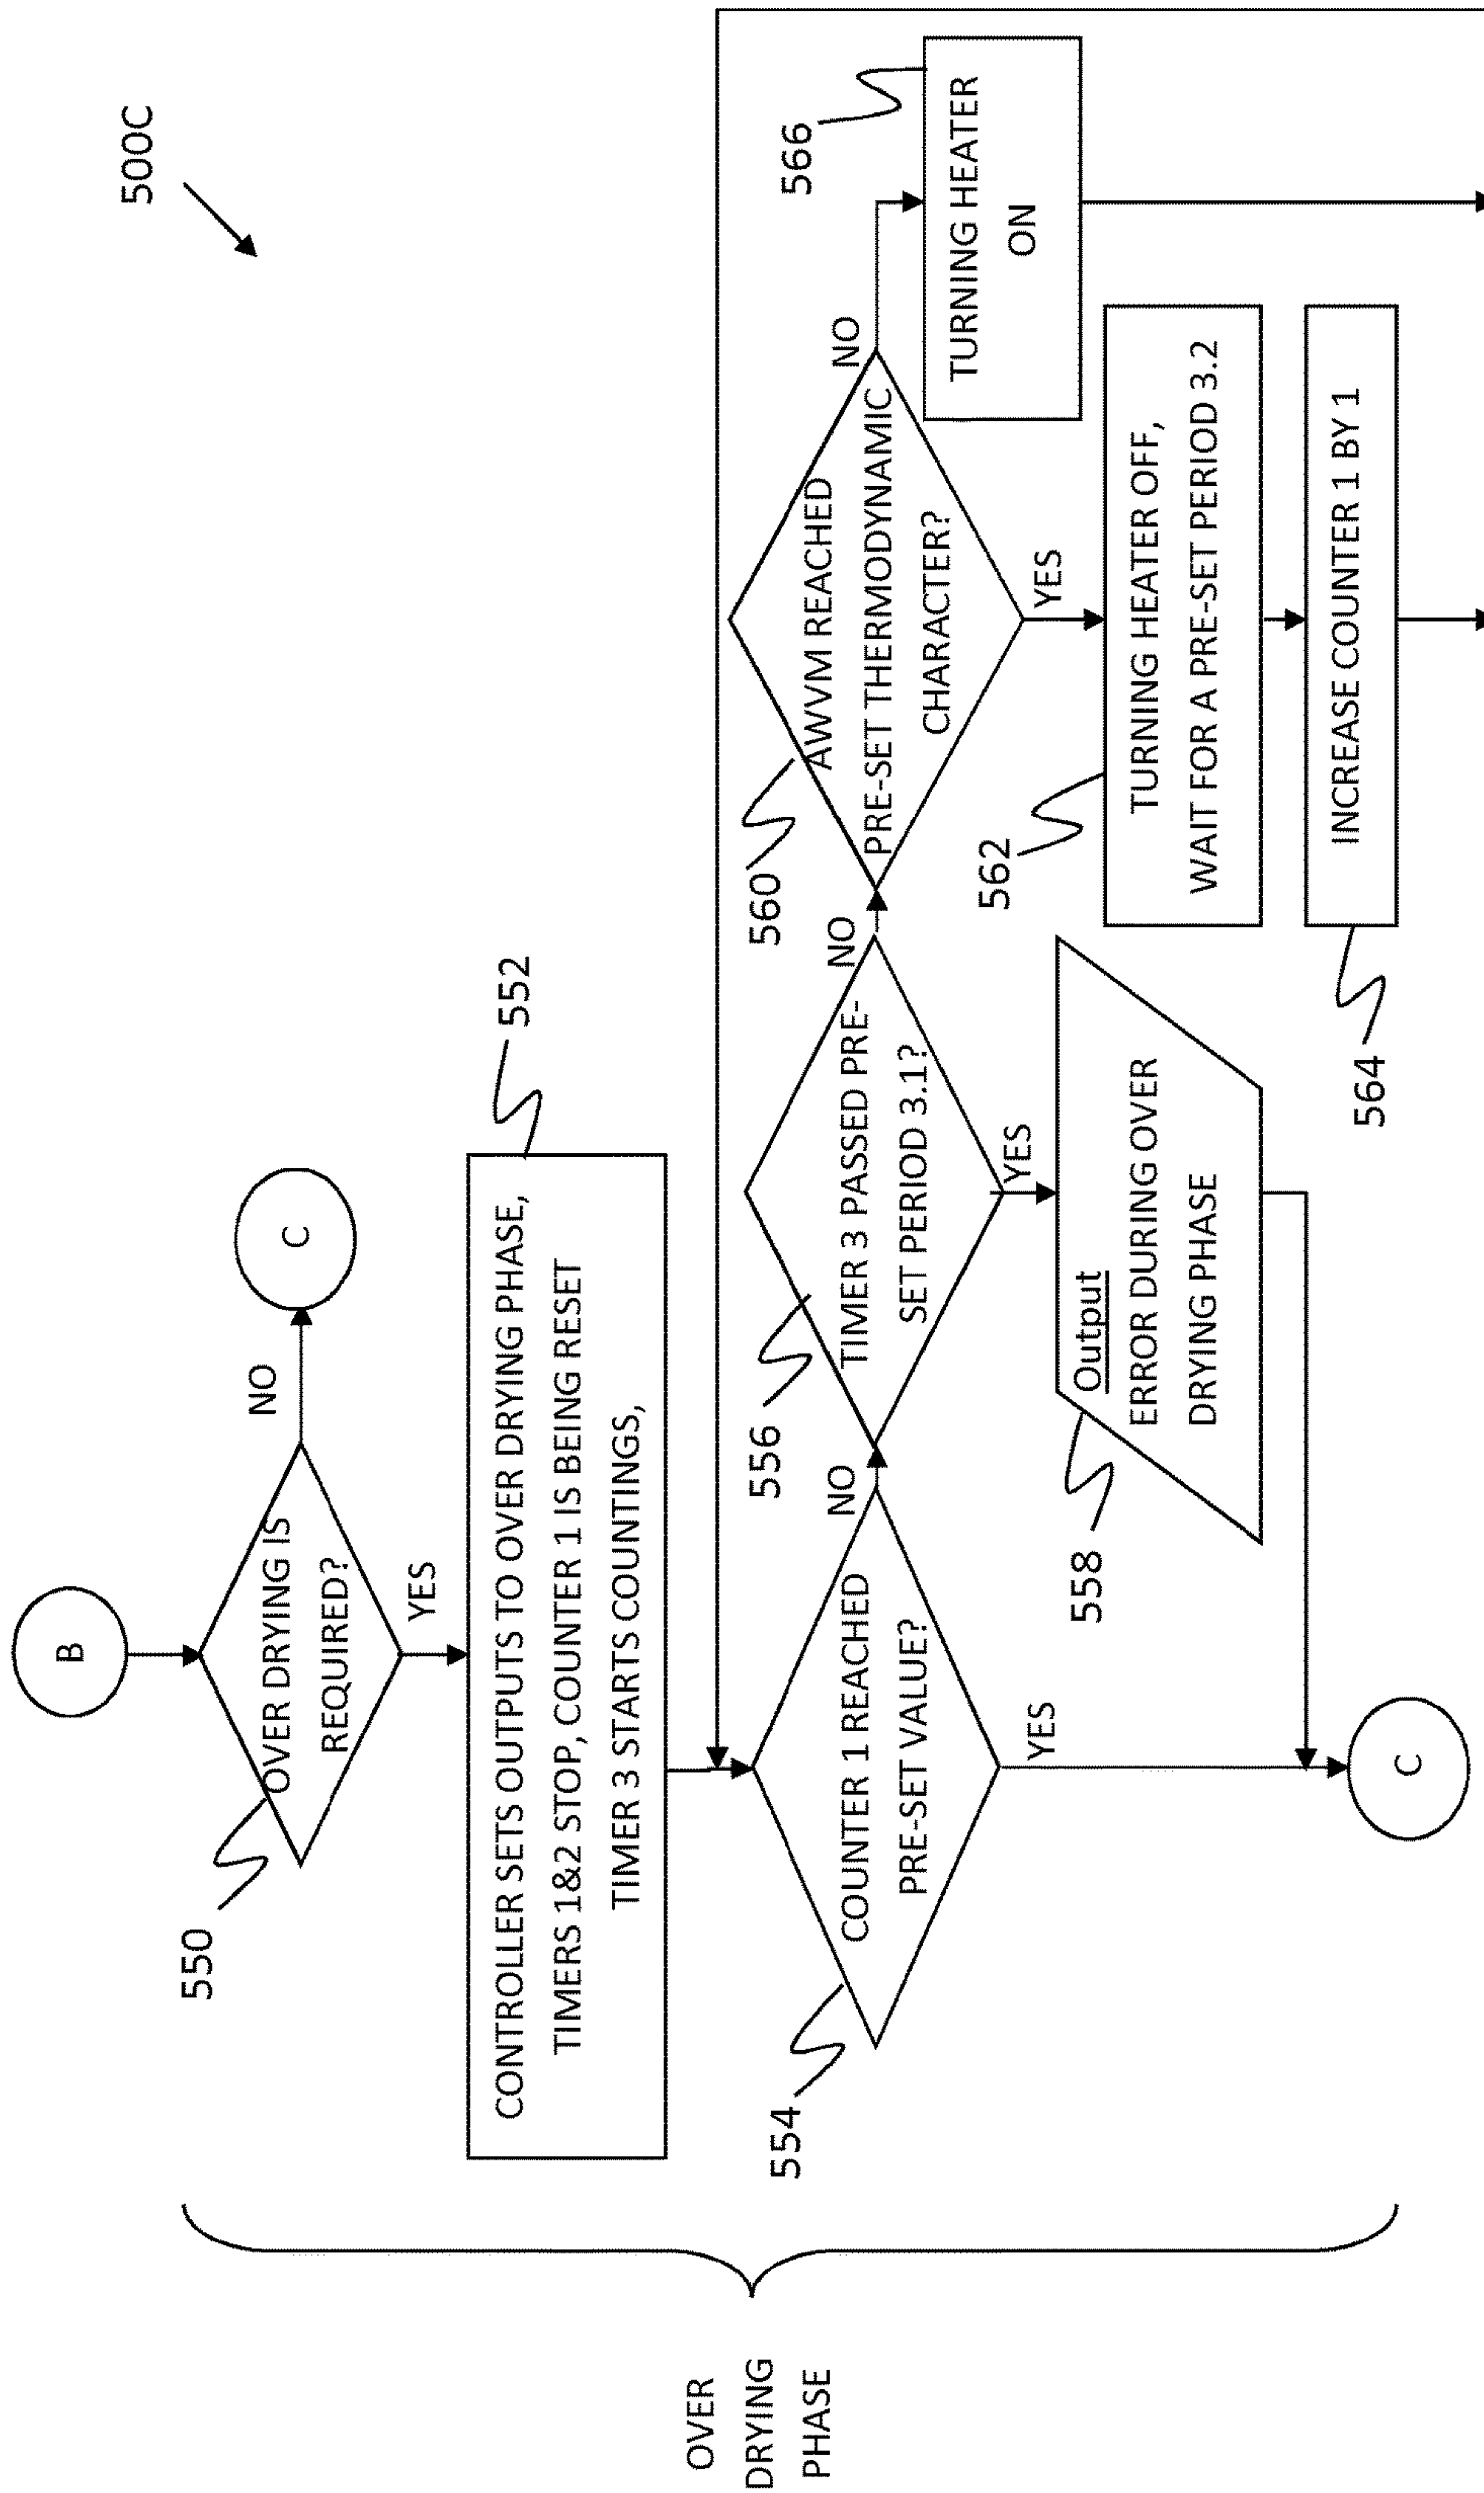 500C
B
550
OVER DRYING IS
REQUIRED?
NO
C
YES
552
CONTROLLER SETS OUTPUTS TO OVER DRYING PHASE,
TIMERS 1&2 STOP, COUNTER 1 IS BEING RESET
TIMER 3 STARTS COUNTINGS,
OVER
DRYING
PHASE
554
COUNTER 1 REACHED
PRE-SET VALUE?
NO
YES
556
TIMER 3 PASSED PRE-
SET PERIOD 3.1?
NO
YES
558
Output
ERROR DURING OVER
DRYING PHASE
C
560
AWVM REACHED
PRE-SET THERMODYNAMIC
CHARACTER?
NO
YES
566
TURNING HEATER
ON
562
TURNING HEATER OFF,
WAIT FOR A PRE-SET PERIOD 3.2
564
INCREASE COUNTER 1 BY 1